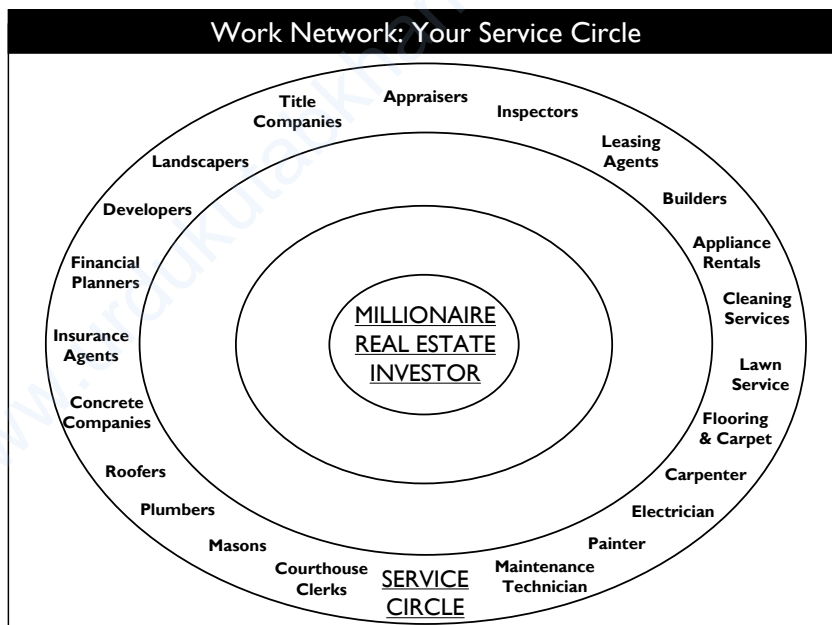 Work Network: Your Service Circle
Appraisers
Title
Companies
Inspectors
Landscapers
Leasing
Agents
Developers
Builders
Financial
Planners
Appliance
Rentals
Insurance
Agents
MILLIONAIRE
REAL ESTATE
INVESTOR
Cleaning
Services
Lawn
Service
Concrete
Companies
Flooring
& Carpet
Roofers
Carpenter
Plumbers
Electrician
Masons
Painter
Courthouse
Clerks
SERVICE
CIRCLE
Maintenance
Technician